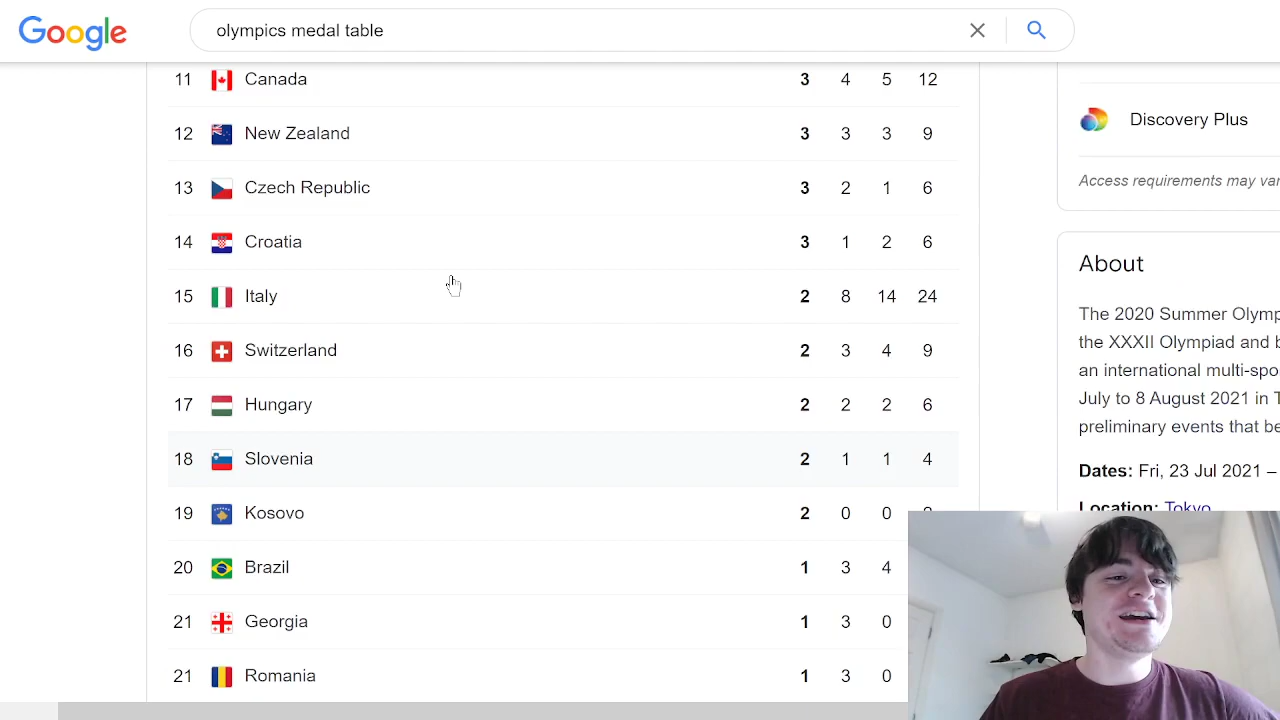 Google
olympics medal table
11 Canada 3 4 5 12
12 New Zealand 3 3 3 9
13 Czech Republic 3 2 1 6
14 Croatia 3 1 2 6
15 Italy 2 8 14 24
16 Switzerland 2 3 4 9
17 Hungary 2 2 2 6
18 Slovenia 2 1 1 4
19 Kosovo 2 0 0
20 Brazil 1 3 4
21 Georgia 1 3 0
21 Romania 1 3 0
Discovery Plus
Access requirements may
About
The 2020 Summer
the XXXII Olympiad and
an international
July to 8 August 2021 in
preliminary events that
Dates: Fri, 23 Jul 2021 –
Location: Tokyo